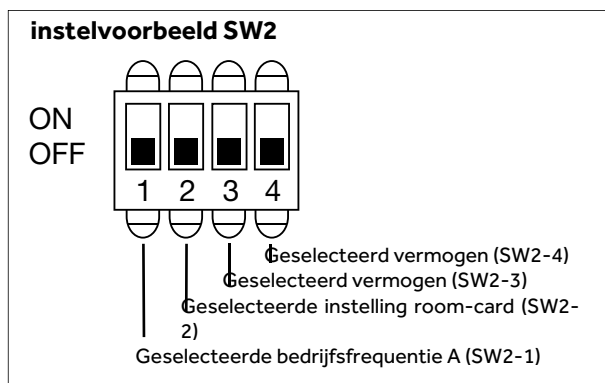 instelvoorbeeld SW2
ON
OFF
1 2 3 4
Geselecteerd vermogen (SW2-4)
Geselecteerd vermogen (SW2-3)
Geselecteerde instelling room-card (SW2-
2)
Geselecteerde bedrijfsfrequentie A (SW2-1)